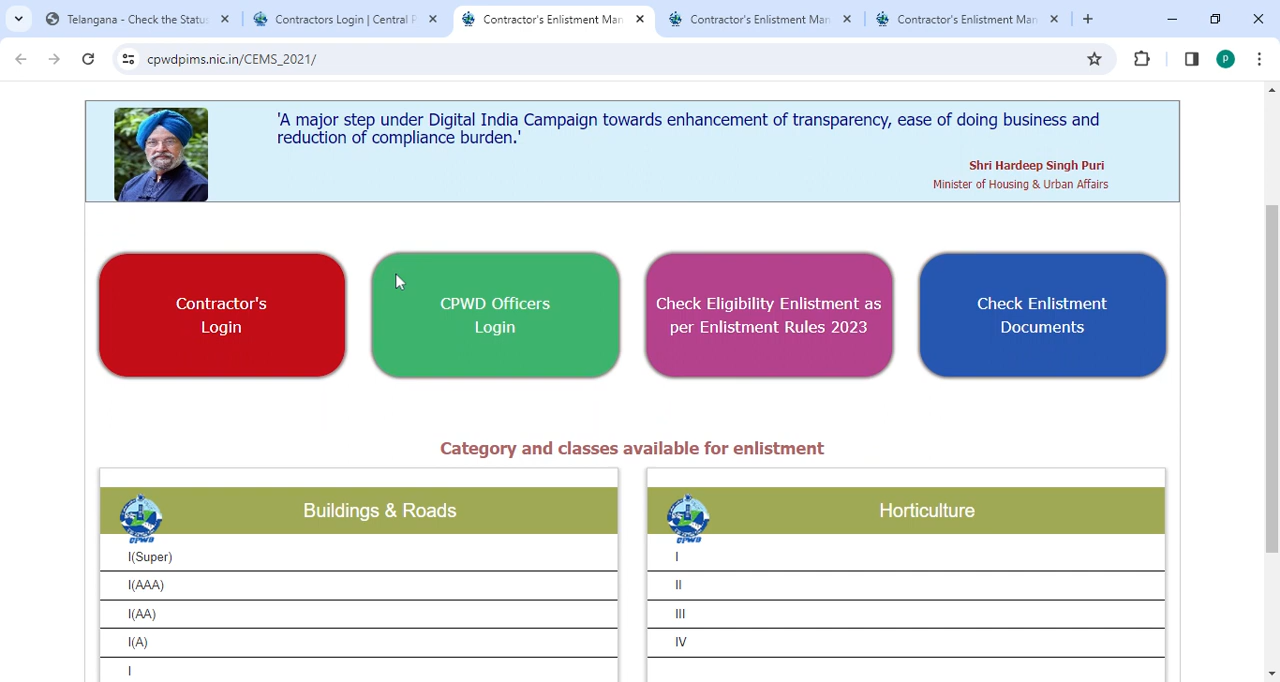 Telangana - Check the Statu
Contractors Login | Central P
Contractor's Enlistment Man
Contractor's Enlistment Man
Contractor's Enlistment Man
cpwdpims.nic.in/CEMS_2021/
P
'A major step under Digital India Campaign towards enhancement of transparency, ease of doing business and
reduction of compliance burden.'
Shri Hardeep Singh Puri
Minister of Housing & Urban Affairs
Contractor's
Login
CPWD Officers
Login
Check Eligibility Enlistment as
per Enlistment Rules 2023
Check Enlistment
Documents
Category and classes available for enlistment
CPWD
Buildings & Roads
I(Super)
I(AAA)
I(AA)
I(A)
I
CPWD
Horticulture
I
II
III
IV